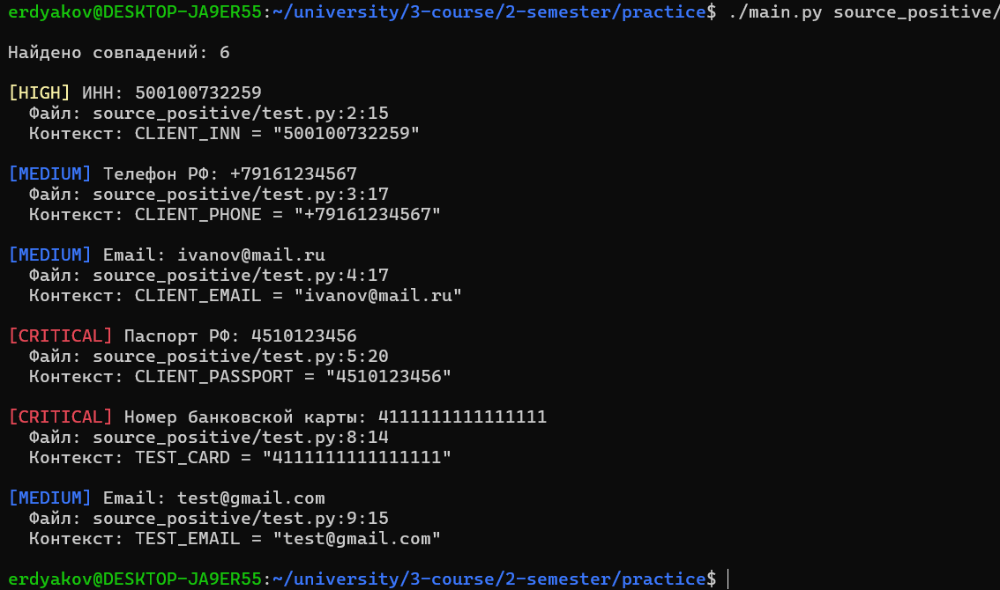 erdyakov@DESKTOP-JA9ER55:~/university/3-course/2-semester/practice$ ./main.py source_positive/
Найдено совпадений: 6
[HIGH] ИНН: 500100732259
Файл: source_positive/test.py:2:15
Контекст: CLIENT_INN = "500100732259"
[MEDIUM] Телефон РФ: +79161234567
Файл: source_positive/test.py:3:17
Контекст: CLIENT_PHONE = "+79161234567"
[MEDIUM] Email: ivanov@mail.ru
Файл: source_positive/test.py:4:17
Контекст: CLIENT_EMAIL = "ivanov@mail.ru"
[CRITICAL] Паспорт РФ: 4510123456
Файл: source_positive/test.py:5:20
Контекст: CLIENT_PASSPORT = "4510123456"
[CRITICAL] Номер банковской карты: 4111111111111111
Файл: source_positive/test.py:8:14
Контекст: TEST_CARD = "4111111111111111"
[MEDIUM] Email: test@gmail.com
Файл: source_positive/test.py:9:15
Контекст: TEST_EMAIL = "test@gmail.com"
erdyakov@DESKTOP-JA9ER55:~/university/3-course/2-semester/practice$